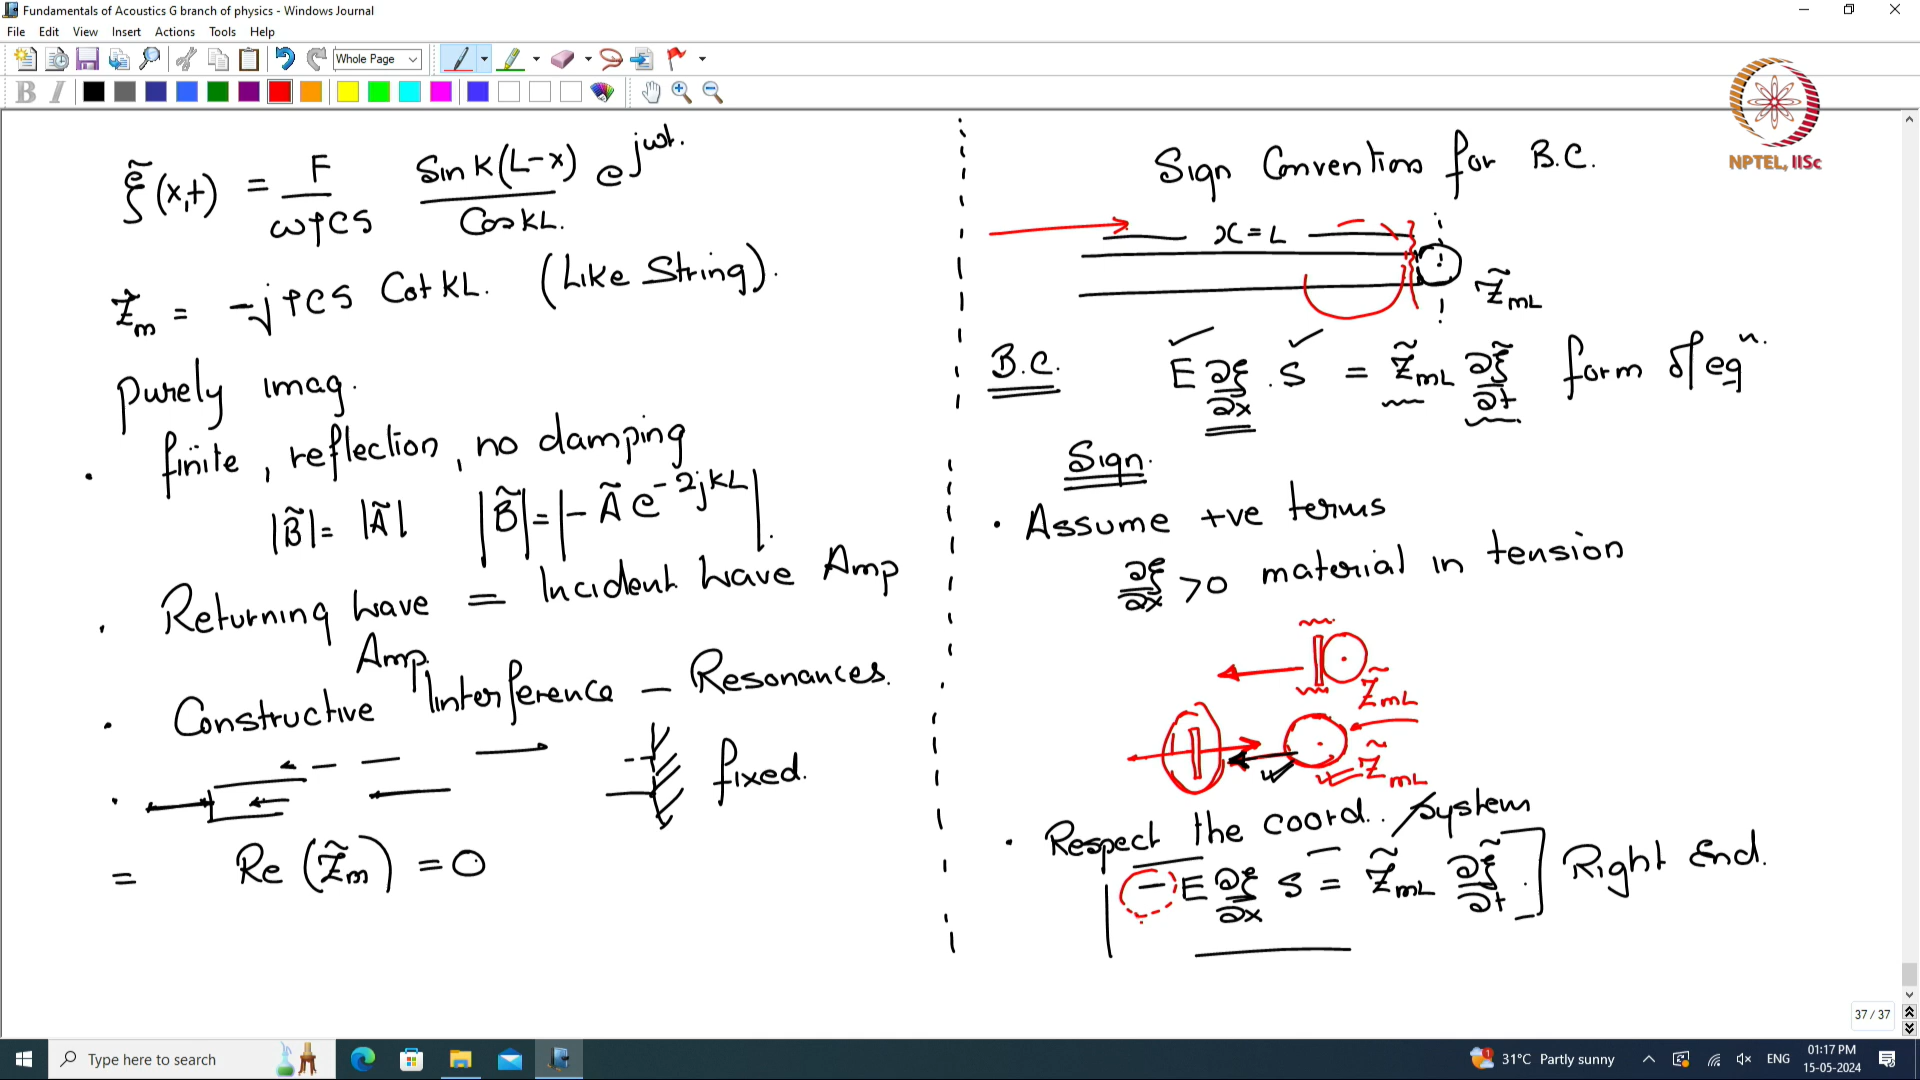 Fundamentals of Acoustics G branch of physics - Windows Journal
File Edit View Insert Actions Tools Help
Whole Page
B I
NPTEL, IISc
ξ̃(x,t) = F/(ωρcs) Sin k(L-x)/Cos kL e^{jωt}.
Z̃m = -jρcs Cot kL. (Like String).
purely imag.
• finite, reflection, no damping
|B̃| = |Ã| |B̃| = |-Ã e^{-2jkL}|.
• Returning wave Amp. = Incident Wave Amp
• Constructive Interference – Resonances.
• fixed.
= Re (Z̃m) = 0
Sign Convention for B.C.
x = L
Z̃mL
B.C. E ∂ξ̃/∂x . S = Z̃mL ∂ξ̃/∂t form of eqⁿ.
Sign.
• Assume +ve terms
∂ξ/∂x > 0 material in tension
Z̃mL
Z̃mL
• Respect the coord. system
- E ∂ξ/∂x S = Z̃mL ∂ξ̃/∂t . ] Right End.
37 / 37
Type here to search
1
31°C Partly sunny
ENG
01:17 PM
15-05-2024